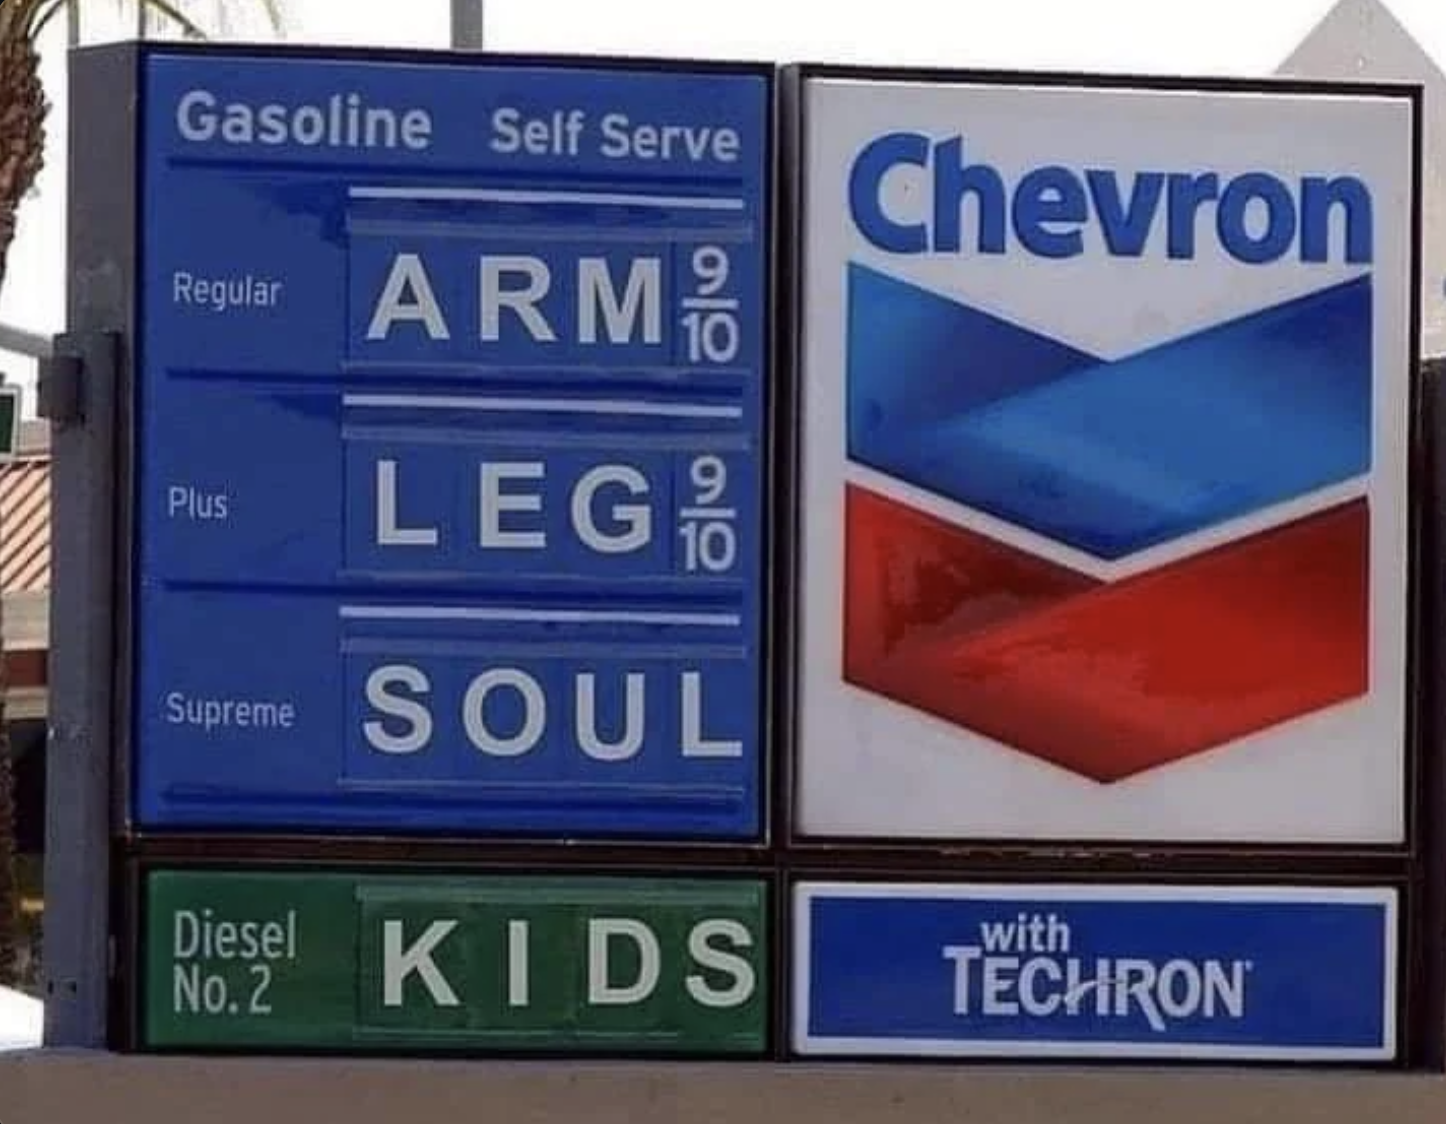 Gasoline Self Serve
Regular ARM 9/10
Plus LEG 9/10
Supreme SOUL
Diesel
No. 2 KIDS
Chevron
with
TECHRON